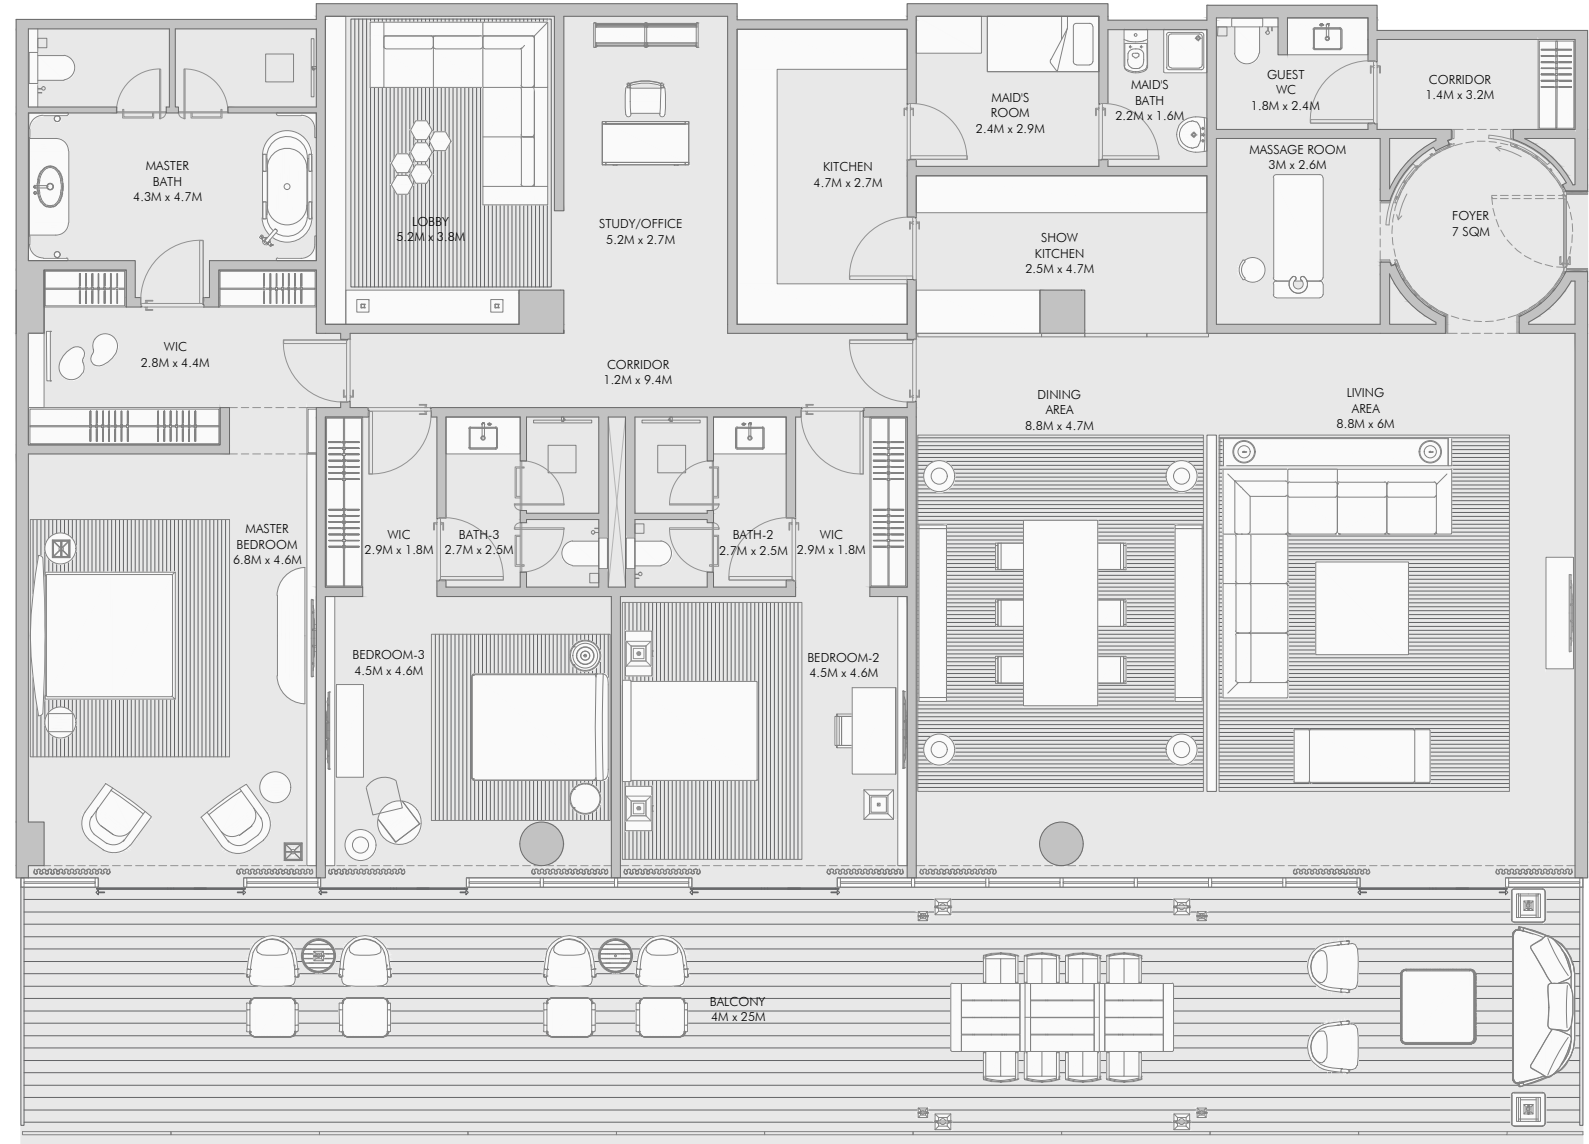 GUEST
WC
1.8M x 2.4M
CORRIDOR
1.4M x 3.2M
MAID'S
ROOM
2.4M x 2.9M
MAID'S
BATH
2.2M x 1.6M
MASSAGE ROOM
3M x 2.6M
MASTER
BATH
4.3M x 4.7M
KITCHEN
4.7M x 2.7M
LOBBY
5.2M x 3.8M
STUDY/OFFICE
5.2M x 2.7M
FOYER
7 SQM
SHOW
KITCHEN
2.5M x 4.7M
WIC
2.8M x 4.4M
CORRIDOR
1.2M x 9.4M
DINING
AREA
8.8M x 4.7M
LIVING
AREA
8.8M x 6M
MASTER
BEDROOM
6.8M x 4.6M
WIC
2.9M x 1.8M
BATH-3
2.7M x 2.5M
BATH-2
2.7M x 2.5M
WIC
2.9M x 1.8M
BEDROOM-3
4.5M x 4.6M
BEDROOM-2
4.5M x 4.6M
BALCONY
4M x 25M